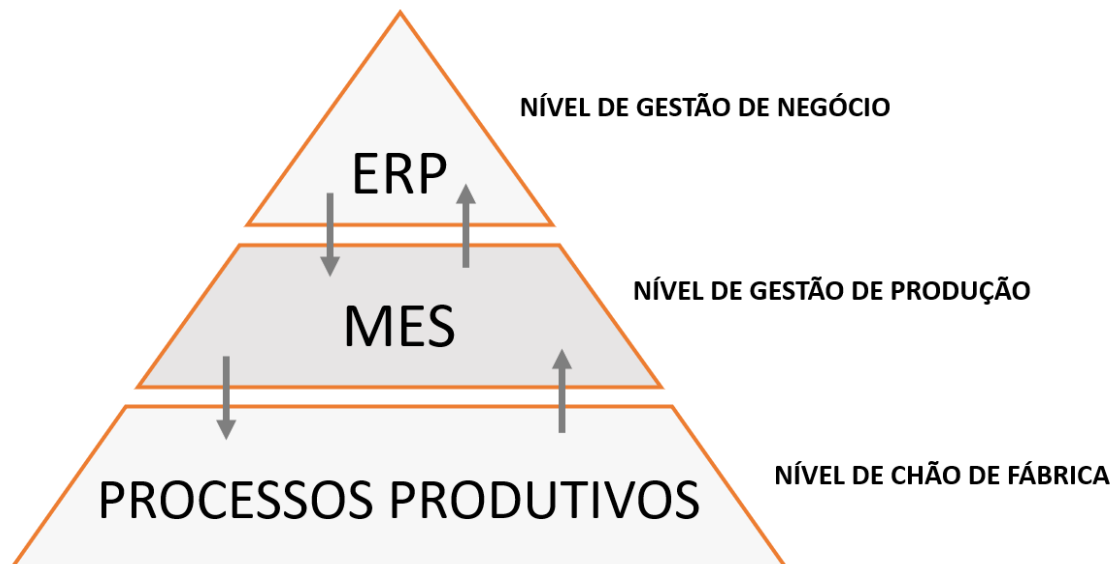 NÍVEL DE GESTÃO DE NEGÓCIO
ERP
NÍVEL DE GESTÃO DE PRODUÇÃO
MES
NÍVEL DE CHÃO DE FÁBRICA
PROCESSOS PRODUTIVOS